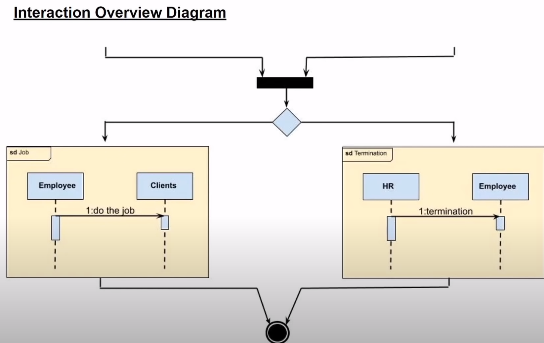 Interaction Overview Diagram
sd Job
Employee
Clients
1:do the job
sd Termination
HR
Employee
1:termination